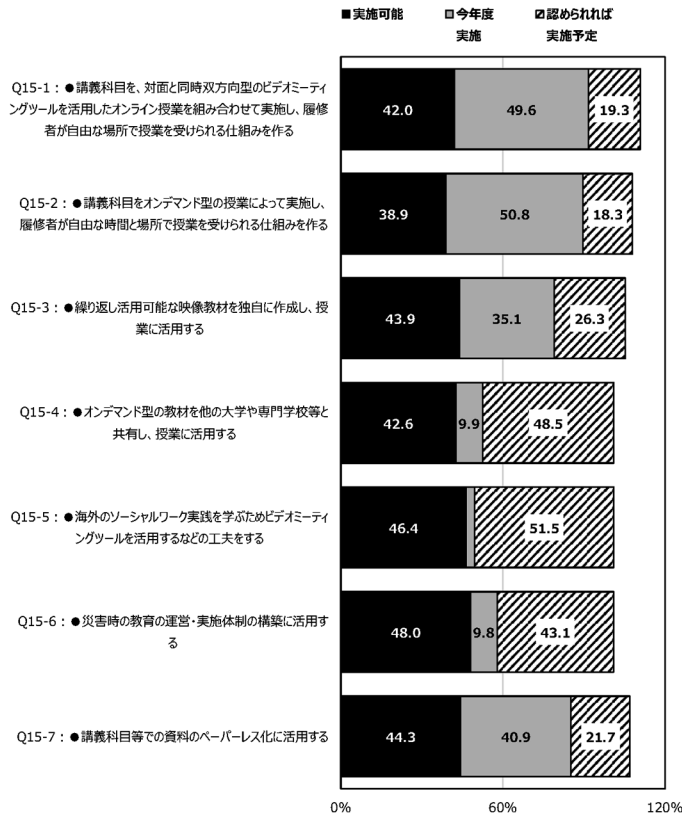 ■実施可能 ■今年度 認められれば
実施 実施予定
Q15-1：●講義科目を、対面と同時双方向型のビデオミーティ
ングツールを活用したオンライン授業を組み合わせて実施し、履修
者が自由な場所で授業を受けられる仕組みを作る
42.0 49.6 19.3
Q15-2：●講義科目をオンデマンド型の授業によって実施し、
履修者が自由な時間と場所で授業を受けられる仕組みを作る
38.9 50.8 18.3
Q15-3：●繰り返し活用可能な映像教材を独自に作成し、授
業に活用する
43.9 35.1 26.3
Q15-4：●オンデマンド型の教材を他の大学や専門学校等と
共有し、授業に活用する
42.6 9.9 48.5
Q15-5：●海外のソーシャルワーク実践を学ぶためビデオミーティ
ングツールを活用するなどの工夫をする
46.4 51.5
Q15-6：●災害時の教育の運営・実施体制の構築に活用す
る
48.0 9.8 43.1
Q15-7：●講義科目等での資料のペーパーレス化に活用する
44.3 40.9 21.7
0% 60% 120%